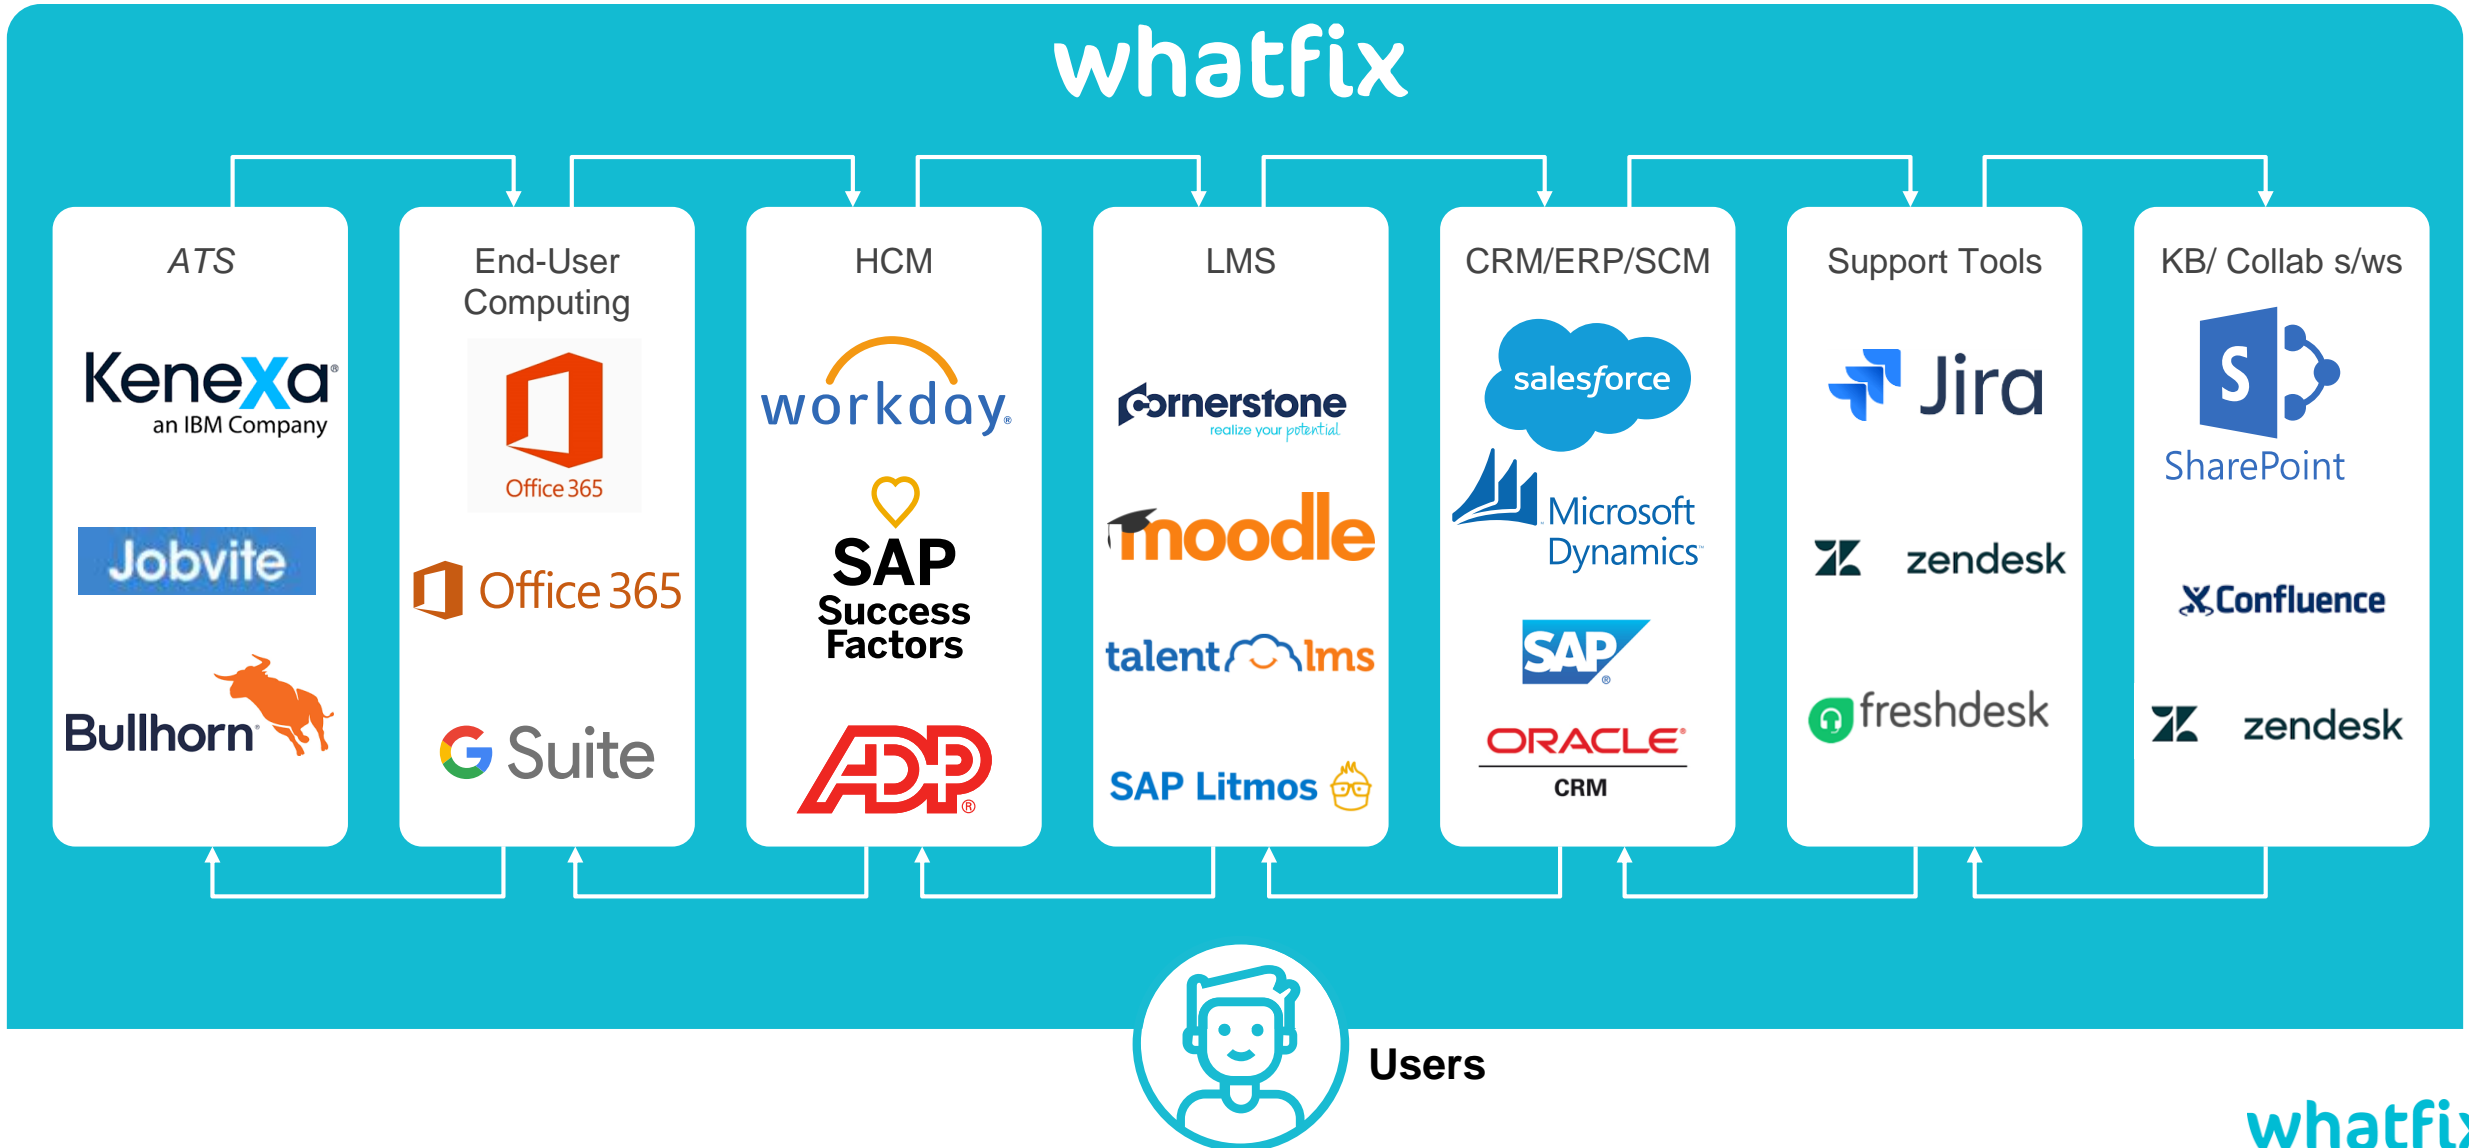 whatfix
ATS
Kenexa®
an IBM Company
Jobvite
Bullhorn
End-User
Computing
Office 365
Office 365
G Suite
HCM
workday®
SAP
Success
Factors
ADP®
LMS
Cornerstone
realize your potential
moodle
talentlms
SAP Litmos
CRM/ERP/SCM
salesforce
Microsoft
Dynamics
SAP®
ORACLE®
CRM
Support Tools
Jira
zendesk
freshdesk
KB/ Collab s/ws
S
SharePoint
Confluence
zendesk
Users
whatfix